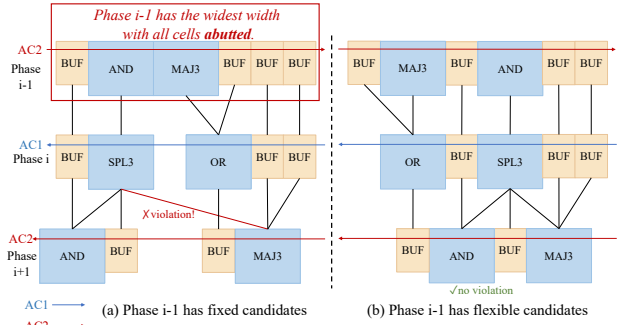 Phase i-1 has the widest width
with all cells abutted.
AC2
Phase
i-1
BUF AND MAJ3 BUF BUF BUF
BUF MAJ3 BUF AND BUF BUF
AC1
Phase i
BUF SPL3 OR BUF BUF
OR BUF SPL3 BUF BUF
✗violation!
AC2
Phase
i+1
AND BUF BUF MAJ3
BUF AND BUF MAJ3
✓no violation
AC1
(a) Phase i-1 has fixed candidates
(b) Phase i-1 has flexible candidates
AC2